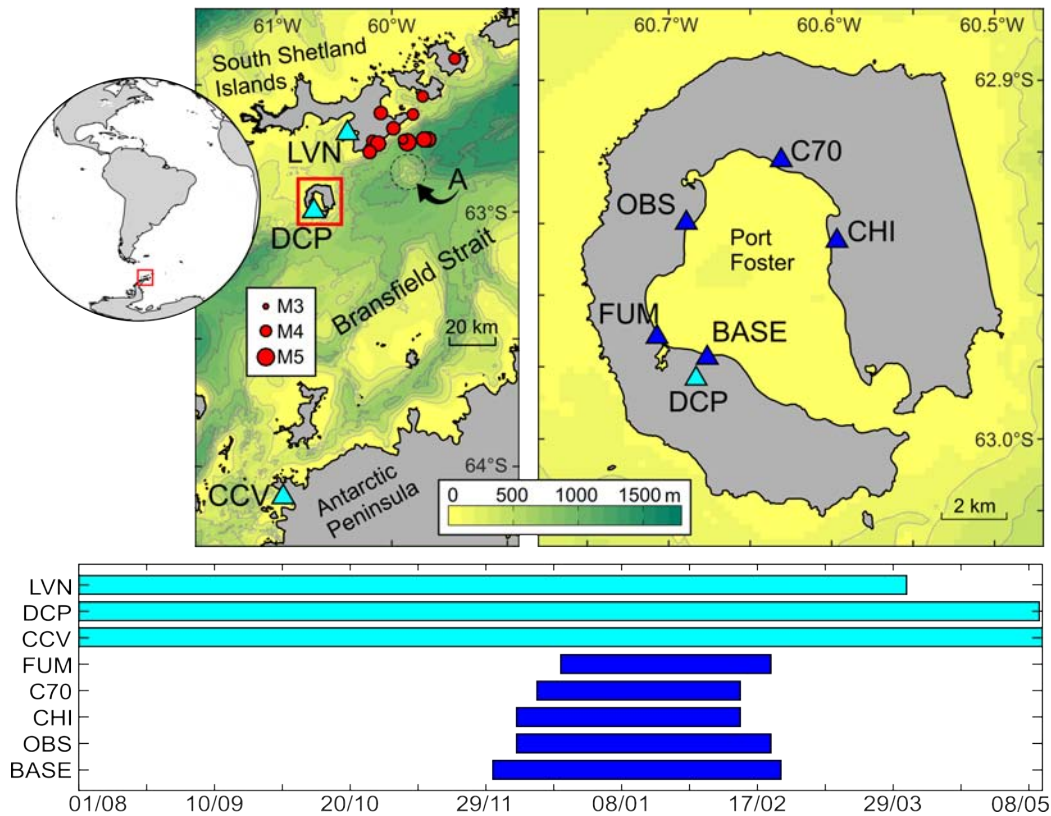 61°W 60°W
South Shetland
Islands
LVN
A
63°S
DCP
Bransfield Strait
M3
M4
M5
20 km
64°S
CCV
Antarctic
Peninsula
0 500 1000 1500 m
60.7°W 60.6°W 60.5°W
62.9°S
C70
OBS
CHI
Port
Foster
FUM
BASE
DCP
63.0°S
2 km
LVN
DCP
CCV
FUM
C70
CHI
OBS
BASE
01/08 10/09 20/10 29/11 08/01 17/02 29/03 08/05